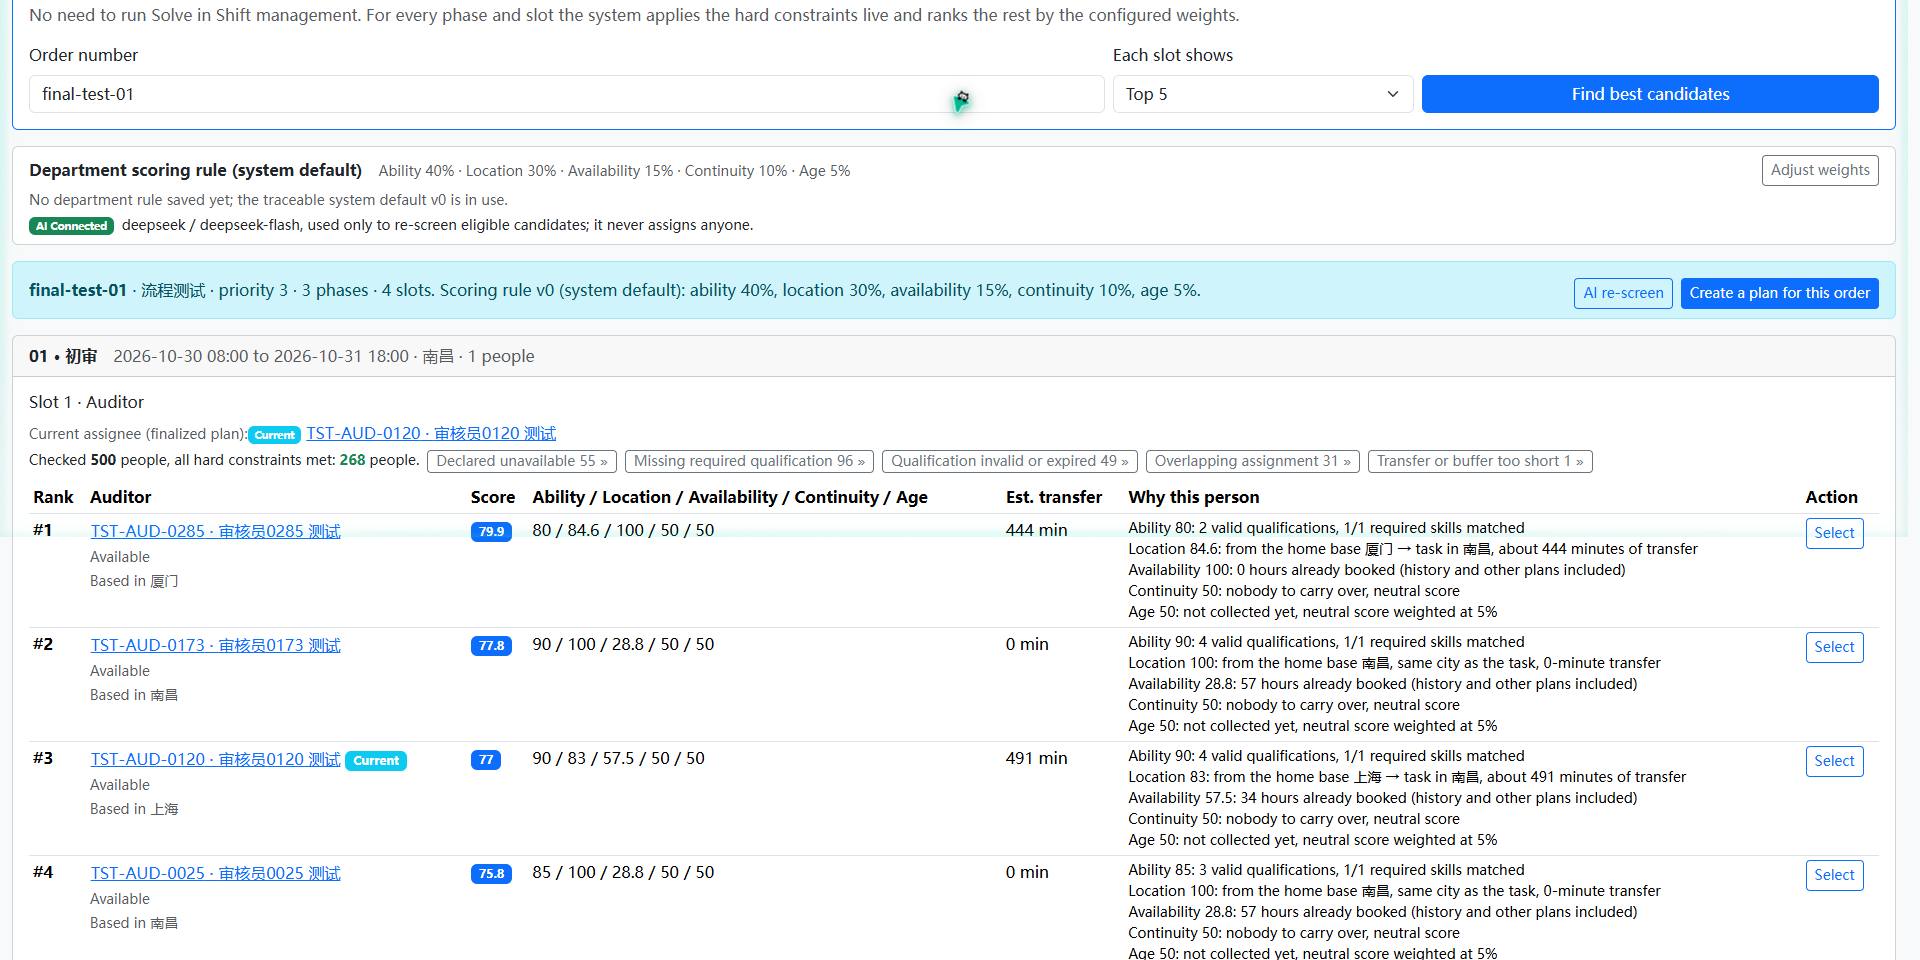 No need to run Solve in Shift management. For every phase and slot the system applies the hard constraints live and ranks the rest by the configured weights.
Order number
Each slot shows
final-test-01
Top 5
Find best candidates
Department scoring rule (system default) Ability 40% · Location 30% · Availability 15% · Continuity 10% · Age 5%
Adjust weights
No department rule saved yet; the traceable system default v0 is in use.
AI Connected deepseek / deepseek-flash, used only to re-screen eligible candidates; it never assigns anyone.
final-test-01 · 流程测试 · priority 3 · 3 phases · 4 slots. Scoring rule v0 (system default): ability 40%, location 30%, availability 15%, continuity 10%, age 5%.
AI re-screen
Create a plan for this order
01 • 初审 2026-10-30 08:00 to 2026-10-31 18:00 · 南昌 · 1 people
Slot 1 · Auditor
Current assignee (finalized plan): Current TST-AUD-0120 · 审核员0120 测试
Checked 500 people, all hard constraints met: 268 people. Declared unavailable 55 » Missing required qualification 96 » Qualification invalid or expired 49 » Overlapping assignment 31 » Transfer or buffer too short 1 »
Rank Auditor Score Ability / Location / Availability / Continuity / Age Est. transfer Why this person Action
#1 TST-AUD-0285 · 审核员0285 测试 79.9 80 / 84.6 / 100 / 50 / 50 444 min Ability 80: 2 valid qualifications, 1/1 required skills matched Select
Available
Location 84.6: from the home base 厦门 → task in 南昌, about 444 minutes of transfer
Based in 厦门
Availability 100: 0 hours already booked (history and other plans included)
Continuity 50: nobody to carry over, neutral score
Age 50: not collected yet, neutral score weighted at 5%
#2 TST-AUD-0173 · 审核员0173 测试 77.8 90 / 100 / 28.8 / 50 / 50 0 min Ability 90: 4 valid qualifications, 1/1 required skills matched Select
Available
Location 100: from the home base 南昌, same city as the task, 0-minute transfer
Based in 南昌
Availability 28.8: 57 hours already booked (history and other plans included)
Continuity 50: nobody to carry over, neutral score
Age 50: not collected yet, neutral score weighted at 5%
#3 TST-AUD-0120 · 审核员0120 测试 Current 77 90 / 83 / 57.5 / 50 / 50 491 min Ability 90: 4 valid qualifications, 1/1 required skills matched Select
Available
Location 83: from the home base 上海 → task in 南昌, about 491 minutes of transfer
Based in 上海
Availability 57.5: 34 hours already booked (history and other plans included)
Continuity 50: nobody to carry over, neutral score
Age 50: not collected yet, neutral score weighted at 5%
#4 TST-AUD-0025 · 审核员0025 测试 75.8 85 / 100 / 28.8 / 50 / 50 0 min Ability 85: 3 valid qualifications, 1/1 required skills matched Select
Available
Location 100: from the home base 南昌, same city as the task, 0-minute transfer
Based in 南昌
Availability 28.8: 57 hours already booked (history and other plans included)
Continuity 50: nobody to carry over, neutral score
Age 50: not collected yet, neutral score weighted at 5%